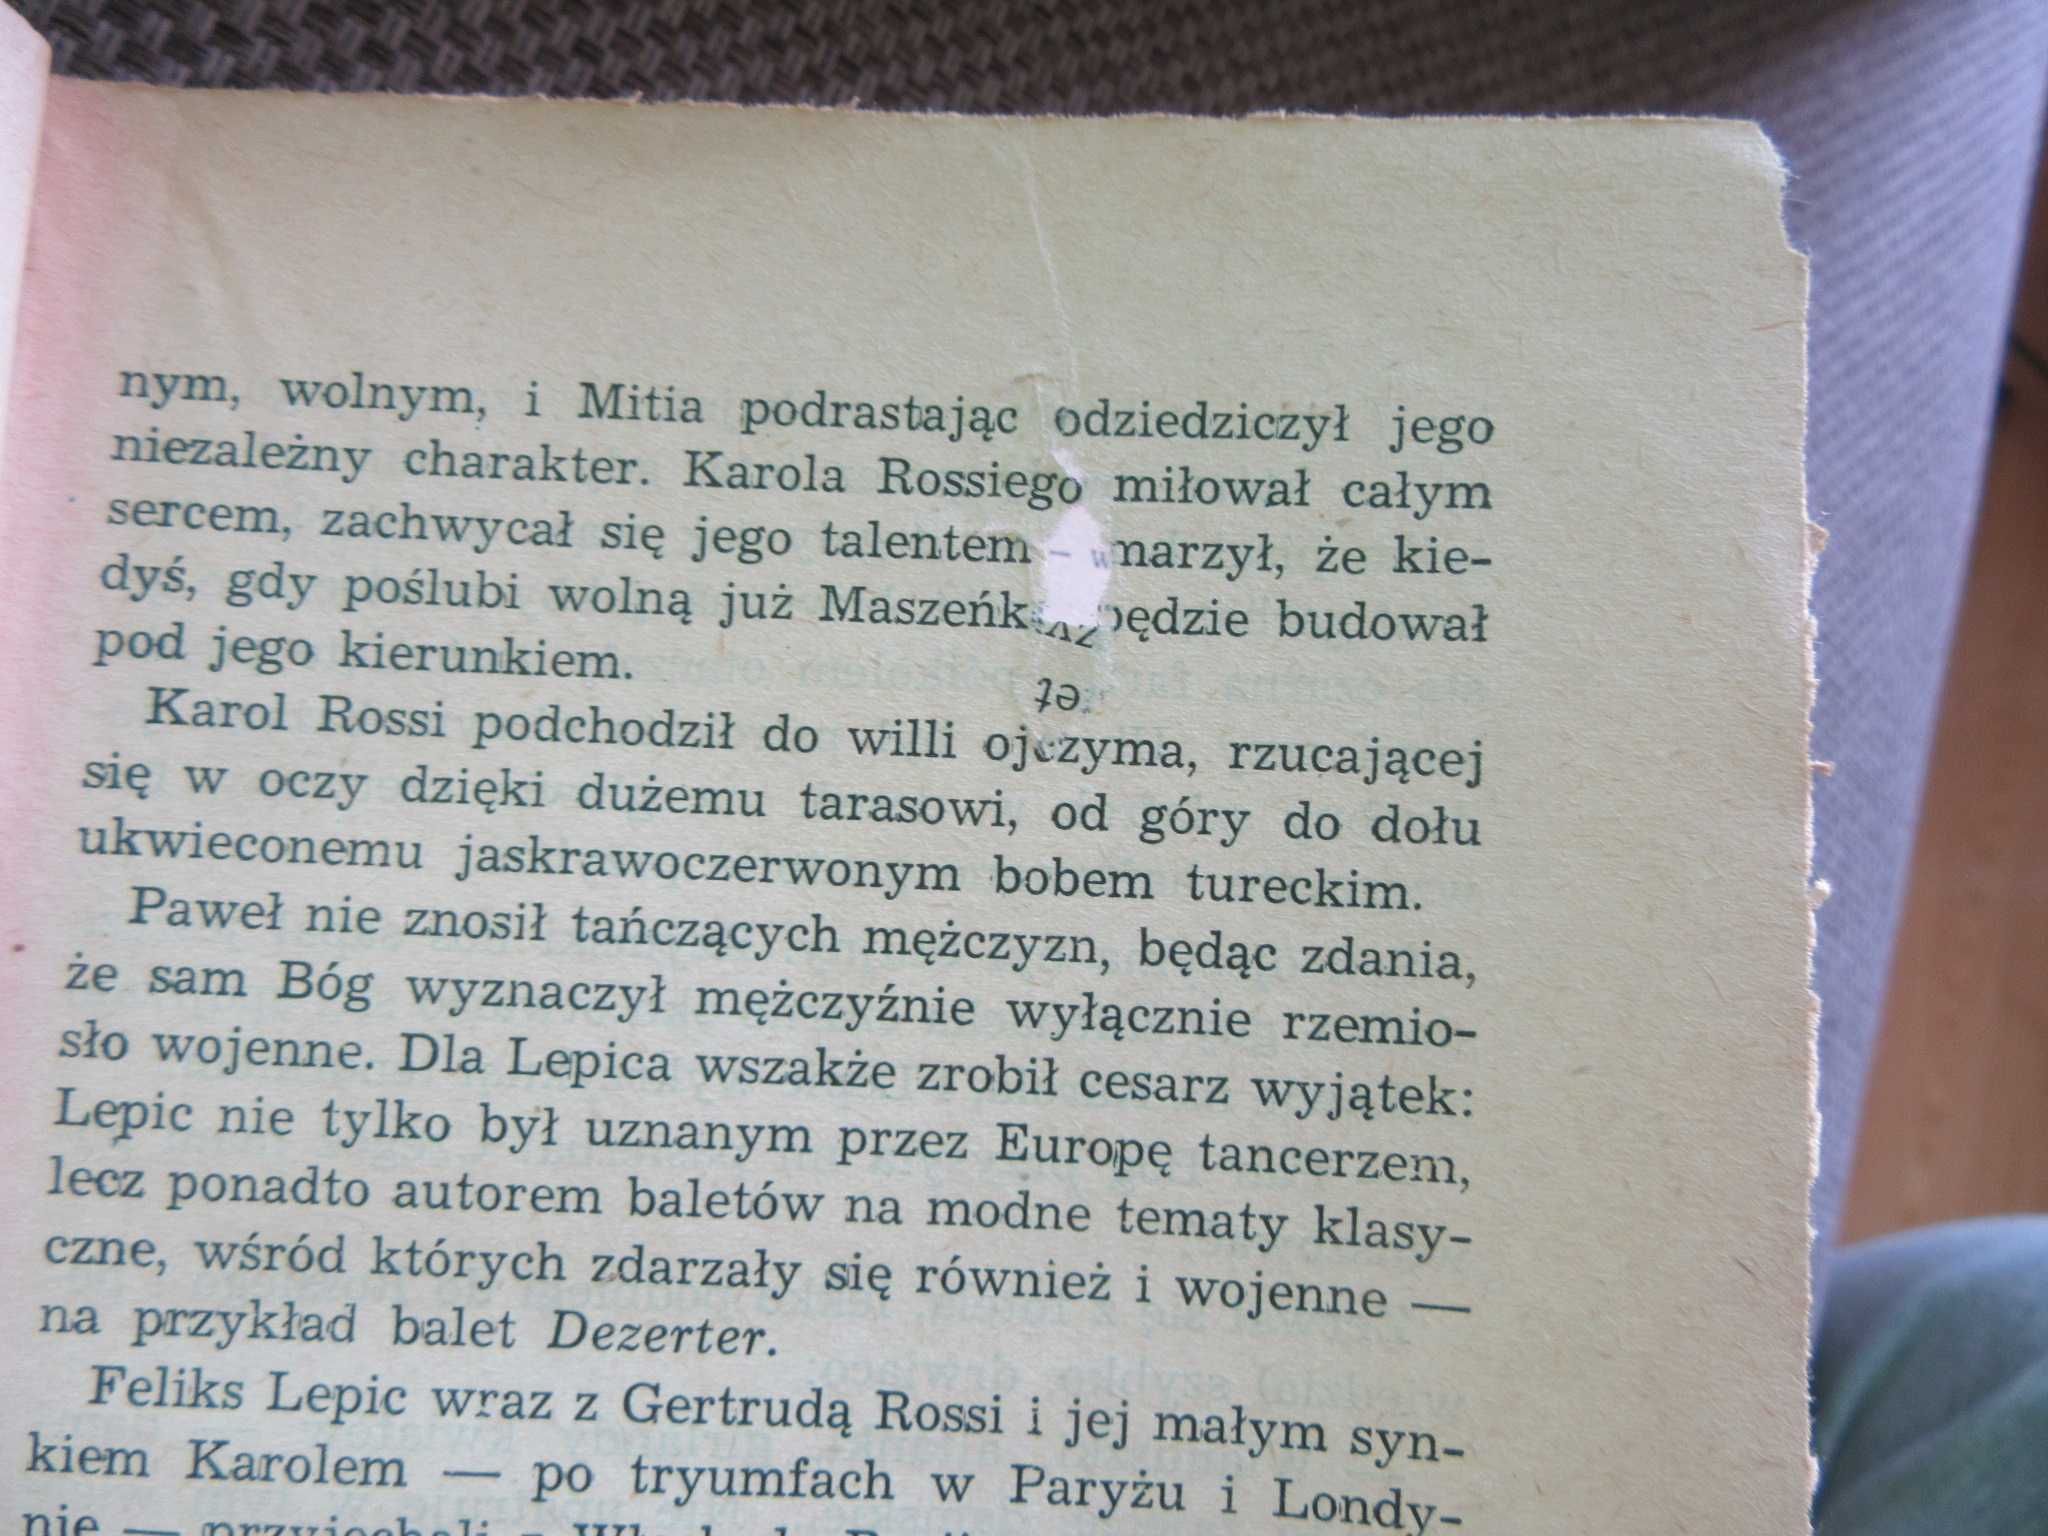 nym, wolnym, i Mitia podrastając odziedziczył jego
niezależny charakter. Karola Rossiego miłował całym
sercem, zachwycał się jego talentem marzył, że kie-
dyś, gdy poślubi wolną już będzie budował
pod jego kierunkiem.
Karol Rossi podchodził do willi ojczyma, rzucającej
się w oczy dzięki dużemu tarasowi, od góry do dołu
ukwieconemu jaskrawoczerwonym bobem tureckim.
Paweł nie znosił tańczących mężczyzn, będąc zdania,
że sam Bóg wyznaczył mężczyźnie wyłącznie rzemio-
sło wojenne. Dla Lepica wszakże zrobił cesarz wyjątek:
Lepic nie tylko był uznanym przez Europę tancerzem,
lecz ponadto autorem baletów na modne tematy klasy-
czne, wśród których zdarzały się również i wojenne —
na przykład balet Dezerter.
Feliks Lepic wraz z Gertrudą Rossi i jej małym syn-
kiem Karolem — po tryumfach w Paryżu i Londy-
nie —